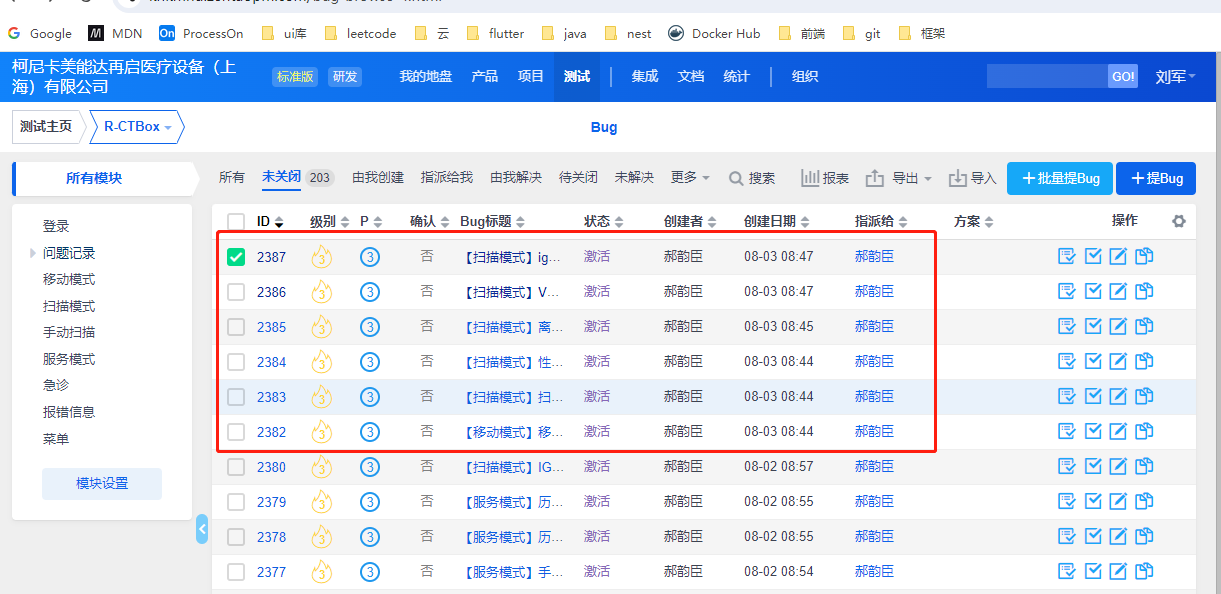 Google MDN ProcessOn ui库 leetcode 云 flutter java nest Docker Hub 前端 git 框架
柯尼卡美能达再启医疗设备（上
海）有限公司
标准版 研发 我的地盘 产品 项目 测试 集成 文档 统计 组织 GO! 刘军
测试主页 R-CTBox Bug
所有模块 所有 未关闭 203 由我创建 指派给我 由我解决 待关闭 未解决 更多 搜索 报表 导出 导入 批量提Bug 提Bug
登录
问题记录
移动模式
扫描模式
手动扫描
服务模式
急诊
报错信息
菜单
模块设置
ID 级别 P 确认 Bug标题 状态 创建者 创建日期 指派给 方案 操作
2387 3 3 否 【扫描模式】ig... 激活 郝韵臣 08-03 08:47 郝韵臣
2386 3 3 否 【扫描模式】V... 激活 郝韵臣 08-03 08:47 郝韵臣
2385 3 3 否 【扫描模式】离... 激活 郝韵臣 08-03 08:45 郝韵臣
2384 3 3 否 【扫描模式】性... 激活 郝韵臣 08-03 08:44 郝韵臣
2383 3 3 否 【扫描模式】扫... 激活 郝韵臣 08-03 08:44 郝韵臣
2382 3 3 否 【移动模式】移... 激活 郝韵臣 08-03 08:44 郝韵臣
2380 3 3 否 【扫描模式】IG... 激活 郝韵臣 08-02 08:57 郝韵臣
2379 3 3 否 【服务模式】历... 激活 郝韵臣 08-02 08:55 郝韵臣
2378 3 3 否 【服务模式】历... 激活 郝韵臣 08-02 08:55 郝韵臣
2377 3 3 否 【服务模式】手... 激活 郝韵臣 08-02 08:54 郝韵臣